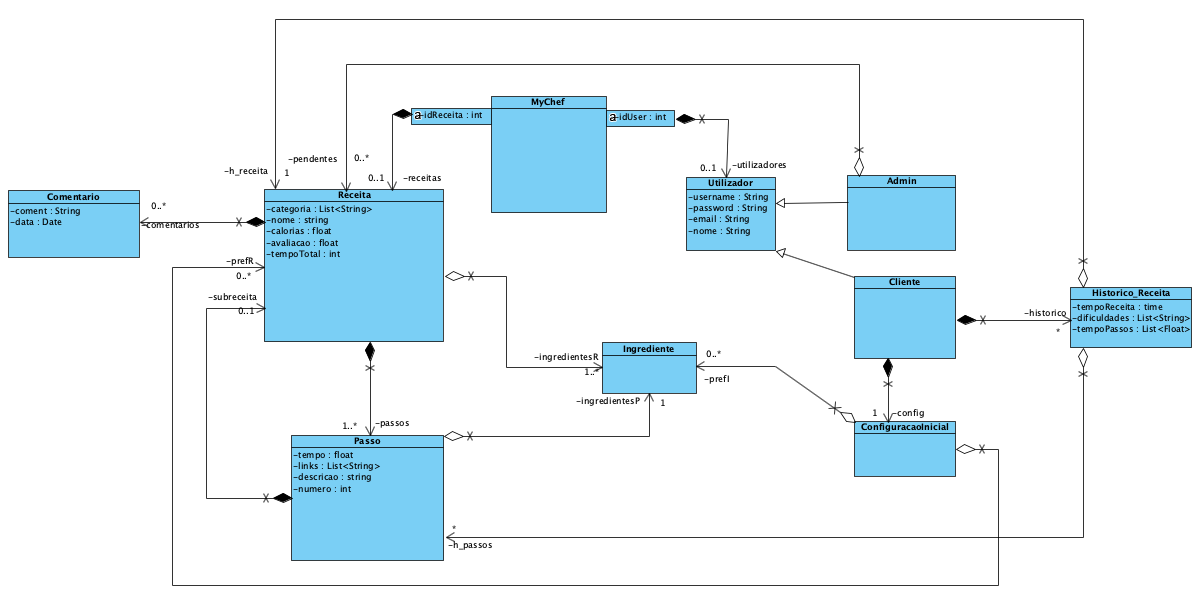 MyChef
a-idReceita : int
a-idUser : int
-pendentes
0..*
-h_receita
1
0..1
-receitas
0..1
-utilizadores
Comentario
-coment : String
-data : Date
0..*
-comentarios
Receita
-categoria : List<String>
-nome : string
-calorias : float
-avaliacao : float
-tempoTotal : int
Utilizador
-username : String
-password : String
-email : String
-nome : String
Admin
-prefR
0..*
-subreceita
0..1
Cliente
Historico_Receita
-tempoReceita : time
-dificuldades : List<String>
-tempoPassos : List<Float>
-historico
*
Ingrediente
-ingredientesR
1..*
0..*
-prefI
-ingredientesP
1
1
-config
ConfiguracaoInicial
1..*
-passos
Passo
-tempo : float
-links : List<String>
-descricao : string
-numero : int
*
-h_passos